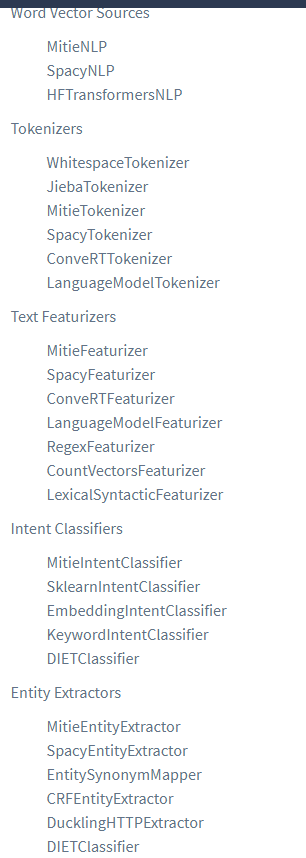 Word Vector Sources
MitieNLP
SpacyNLP
HFTransformersNLP
Tokenizers
WhitespaceTokenizer
JiebaTokenizer
MitieTokenizer
SpacyTokenizer
ConveRTTokenizer
LanguageModelTokenizer
Text Featurizers
MitieFeaturizer
SpacyFeaturizer
ConveRTFeaturizer
LanguageModelFeaturizer
RegexFeaturizer
CountVectorsFeaturizer
LexicalSyntacticFeaturizer
Intent Classifiers
MitieIntentClassifier
SklearnIntentClassifier
EmbeddingIntentClassifier
KeywordIntentClassifier
DIETClassifier
Entity Extractors
MitieEntityExtractor
SpacyEntityExtractor
EntitySynonymMapper
CRFEntityExtractor
DucklingHTTPExtractor
DIETClassifier